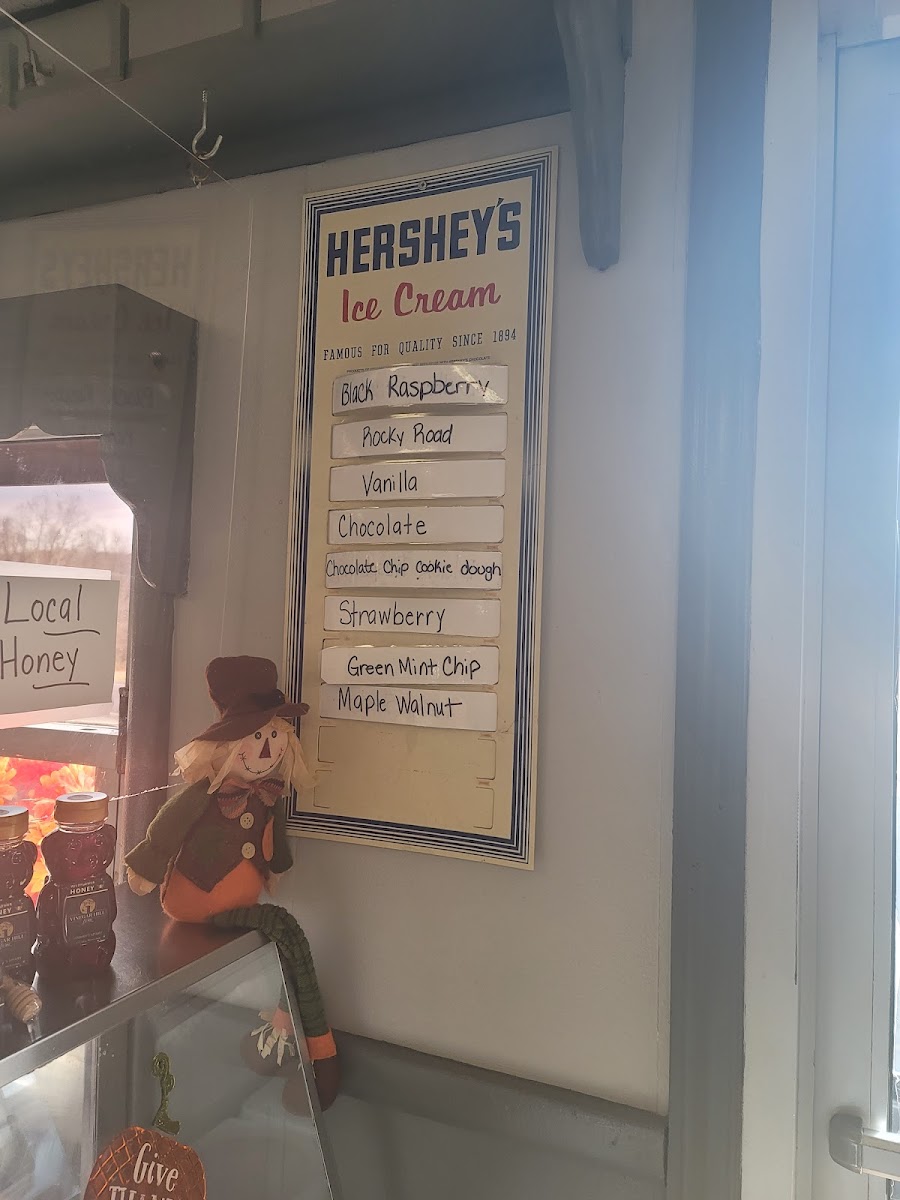 HERSHEY'S
Ice Cream
FAMOUS FOR QUALITY SINCE 1894
Black Raspberry
Rocky Road
Vanilla
Chocolate
Chocolate Chip Cookie dough
Strawberry
Green Mint Chip
Maple Walnut
Local
Honey
HONEY
Give